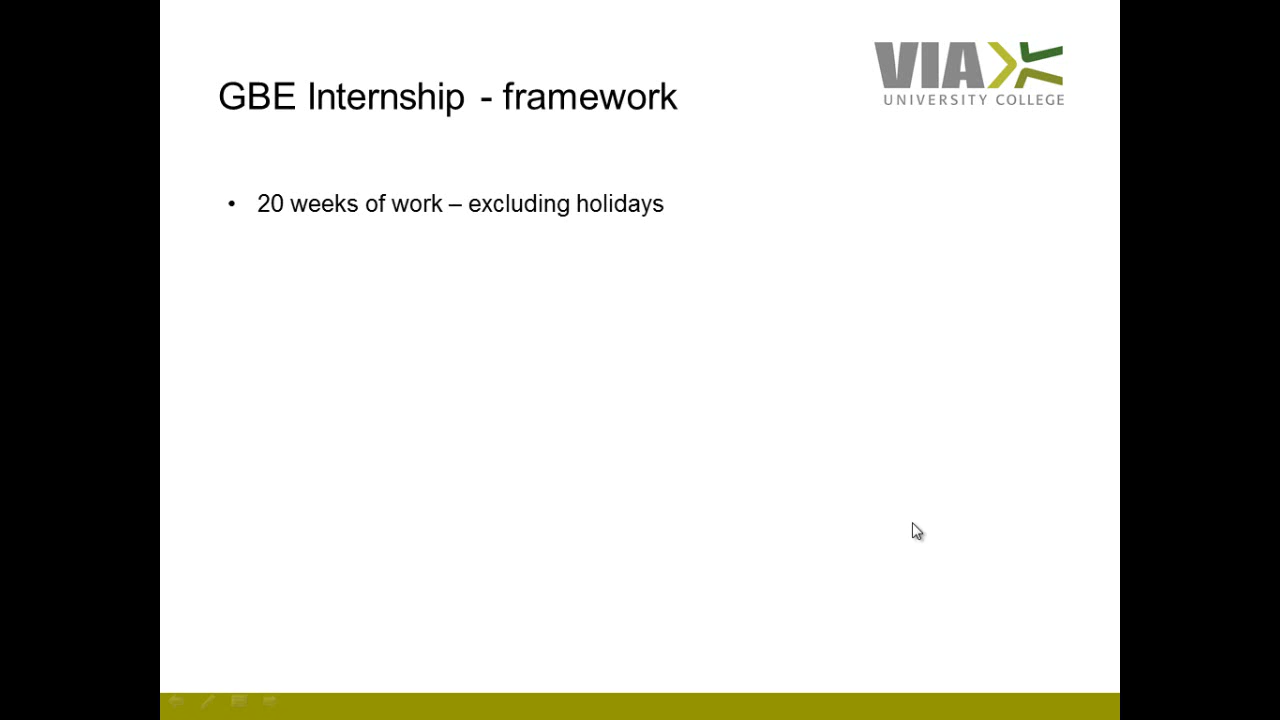 VIA
UNIVERSITY COLLEGE
GBE Internship - framework
• 20 weeks of work – excluding holidays